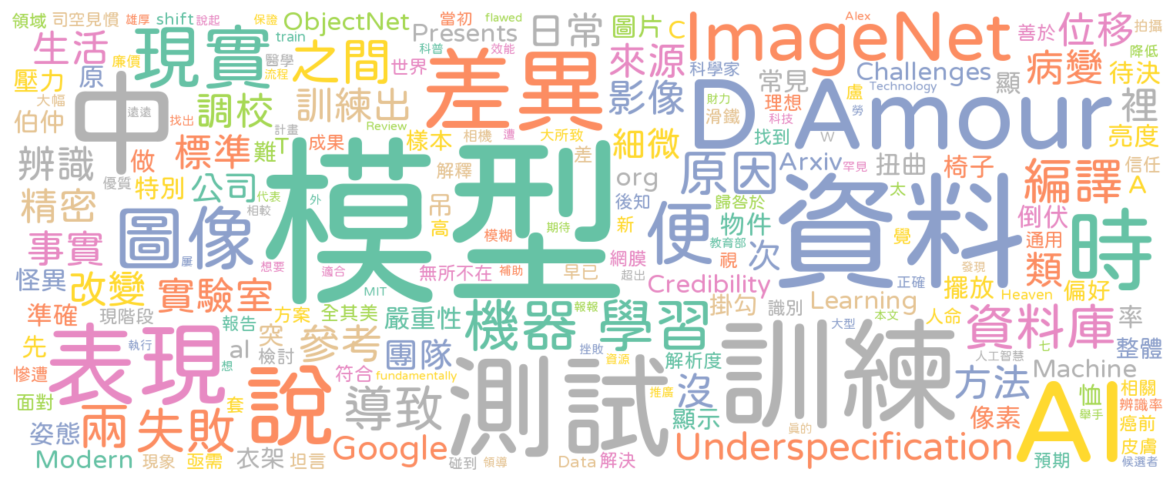 領域 司空見慣 雄厚 說起 shift ObjectNet 保證 當初 flawed Alex 拍攝
生活 現實 之間 train Presents 科普 效能 日常 圖片 C ImageNet 善於 位移
壓力 原 廉價 醫學 流程 差異 世界 來源 科學家 常見 Challenges 顯 病變 降低 待決
大幅 遠遠 調校 訓練出 影像 財力 理想 滑鐵 科技 Technology 盧 勞 裡
伯仲 中 找出 計畫 Review 相機 遭 大所致 D Amour 亮度
辨識 做 標準 難T 成果 樣本 細微 找到 W 罕見 扭曲 椅子 信任
優質 特別 公司 代表 解釋 差 org 原因 Arxiv 太 編譯 A
精密 相較 外 模型 吊 高 後知 歸咎於 物件 資料 倒伏
事實 圖像 屢 模糊 期待 新 便 教育部 次 視 覺 通用 時
怪異 改變 想要 適合 MIT 無所不在 補助 早已 網膜 超出 正確 類 發現
準確 現階段 實驗室 方案 全其美 嚴重性 報報 Credibility 掛勾 Learning 識別 擺放 Heaven 偏好
先 報告 突 參考 機器 學習 大型 本文 人命 資料庫 率
慘遭 表現 執行 al 檢討 團隊 挫敗 資源 解析度 訓練 人工智慧 七 整體
面對 想 說 符合 fundamentally 測試 推廣 沒 方法 Machine 恤 相關
姿態 兩 失敗 套 導致 顯示 像素 AI 舉手 癌前 辨識率
Modern 現象 亟需 衣架 坦言 Google 碰到 領導 Data 解決 Underspecification 真的 預期 皮膚 候選者